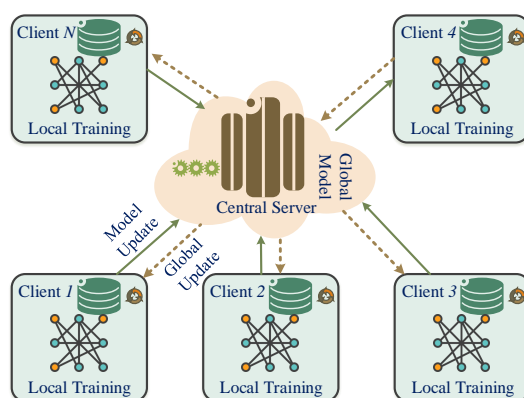 Client N
Local Training
Client 4
Local Training
Global
Model
Central Server
Model
Update
Global
Update
Client 1
Local Training
Client 2
Local Training
Client 3
Local Training